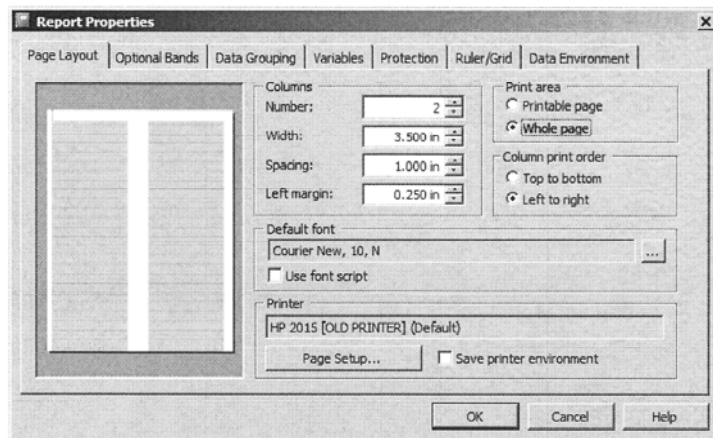 Report Properties
Page Layout Optional Bands Data Grouping Variables Protection Ruler/Grid Data Environment
Columns
Number: 2
Width: 3.500 in
Spacing: 1.000 in
Left margin: 0.250 in
Print area
Printable page
Whole page
Column print order
Top to bottom
Left to right
Default font
Courier New, 10, N
...
Use font script
Printer
HP 2015 [OLD PRINTER] (Default)
Page Setup...
Save printer environment
OK Cancel Help